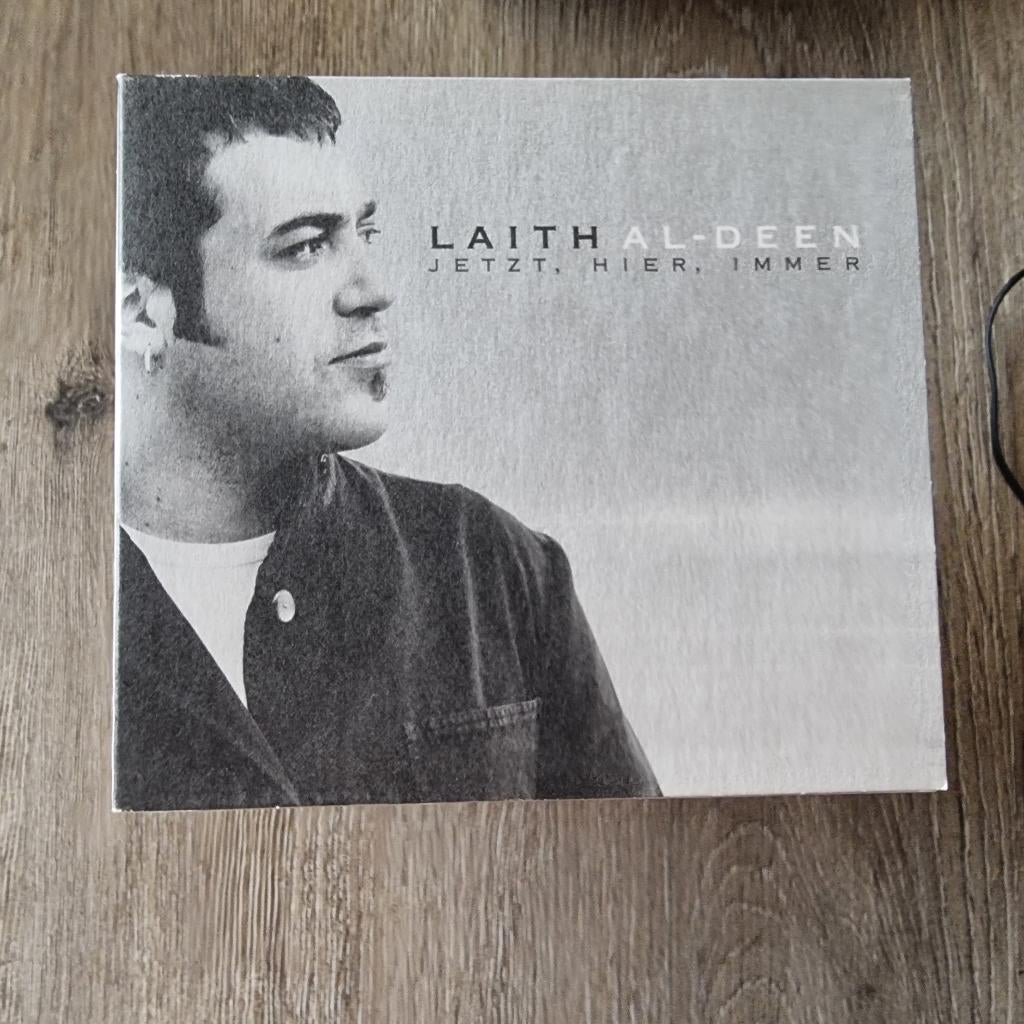 LAITH AL-DEEN
JETZT, HIER, IMMER